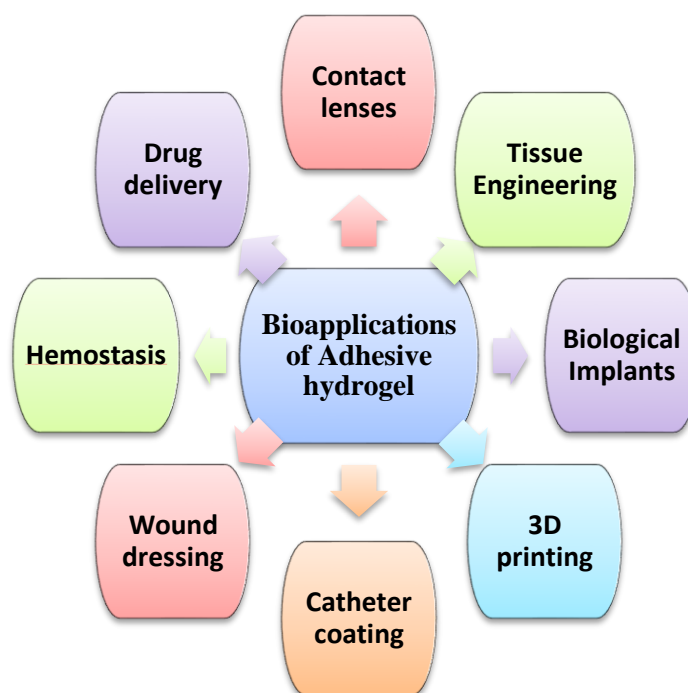 Contact
lenses
Drug
delivery
Tissue
Engineering
Hemostasis
Bioapplications
of Adhesive
hydrogel
Biological
Implants
Wound
dressing
3D
printing
Catheter
coating